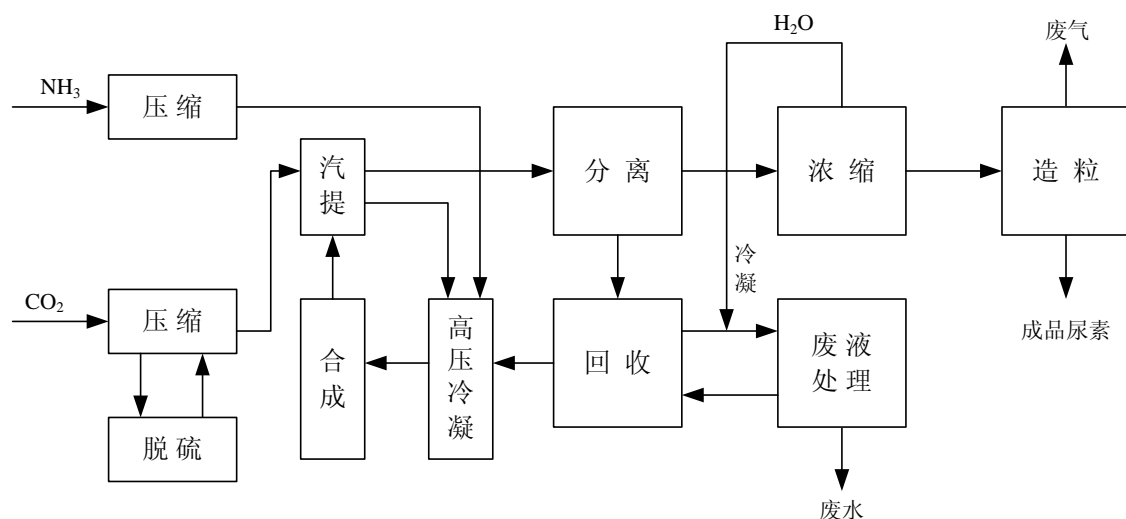 H₂O
废气
NH₃
压缩
汽
提
分离
浓缩
造粒
冷
凝
CO₂
压缩
合
成
高
压
冷
凝
回收
废液
处理
成品尿素
脱硫
废水